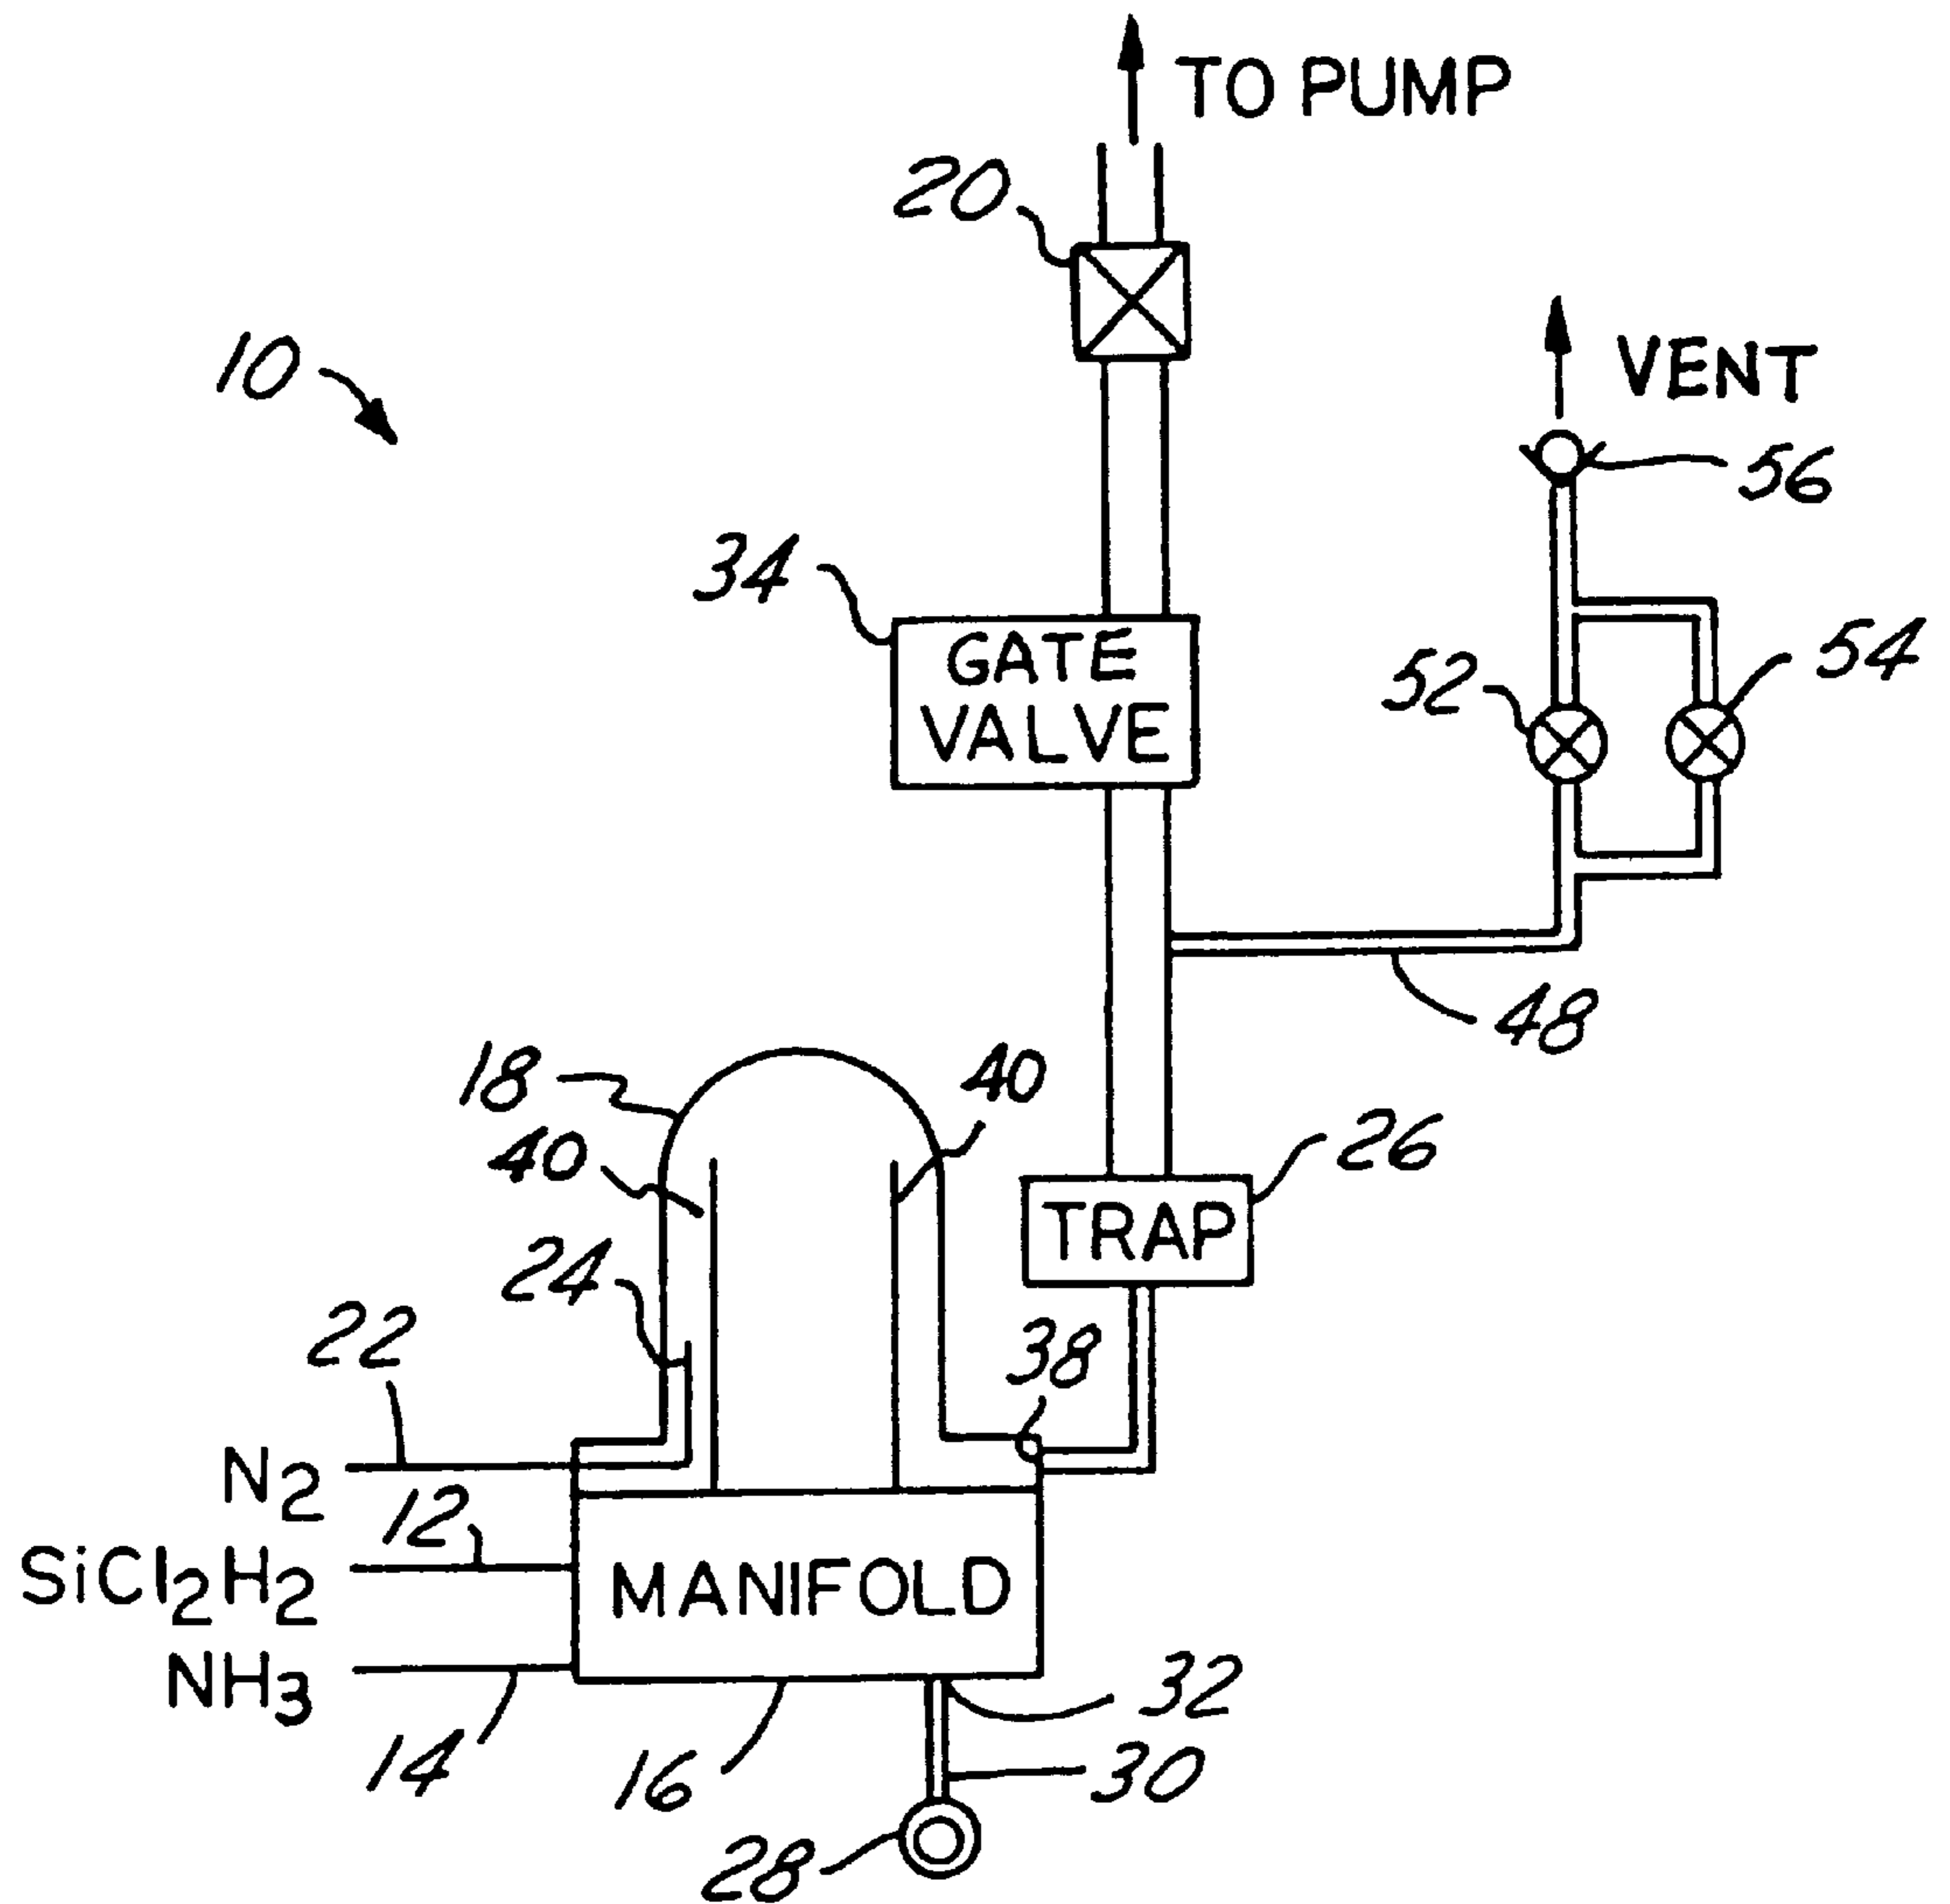 TO PUMP
20
10
VENT
56
34
GATE
VALVE
52
54
48
18
40
40
26
TRAP
24
38
22
N2
12
SiCl2H2
MANIFOLD
NH3
32
14
16
30
28